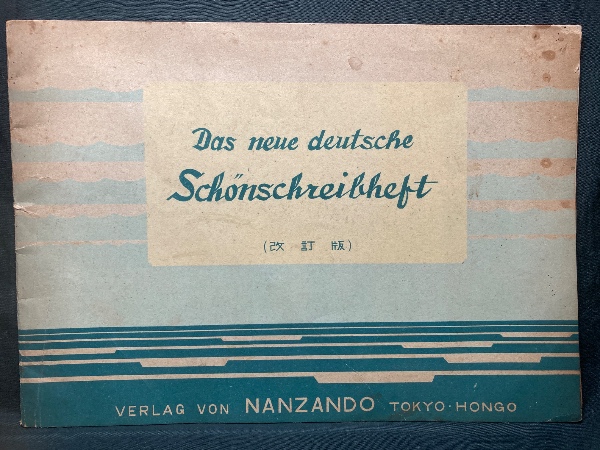 Das neue deutsche
Schönschreibheft
(改訂版)
VERLAG VON NANZANDO TOKYO·HONGO